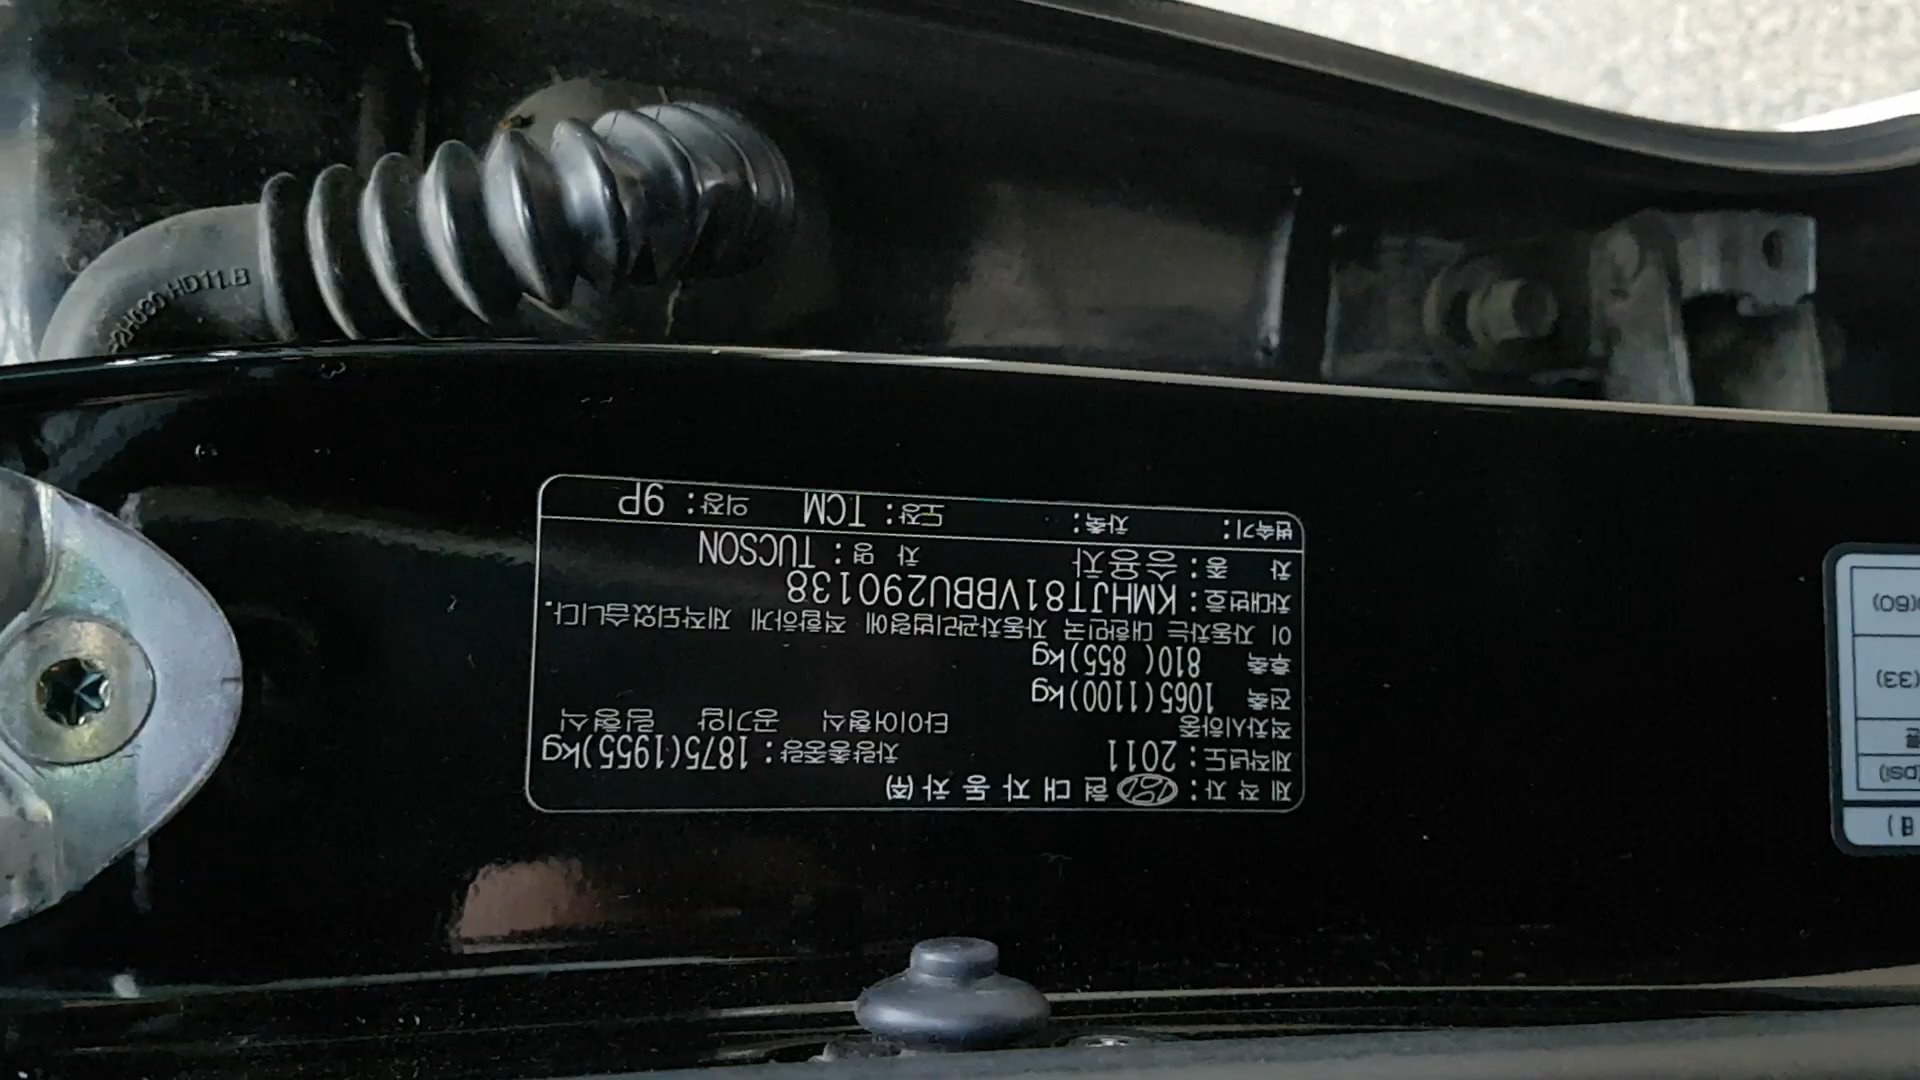 제 작 자 : 현 대 자 동 차 ㈜
제작년도 : 2011 차량총중량 : 1875(1955)kg
적차시하중 타이어형식 공기압 림형식
전축 1065(1100)kg
후축 810( 855)kg
이 자동차는 대한민국 자동차관리법령에 적합하게 제작되었습니다.
차대번호 : KMHJT81VBBU290138
차 종 : 승용차 차 명 : TUCSON
변속기 : 차축 : 도장 : TCM 의장 : 9P
HD11.B
(psi)
(33)
(60)